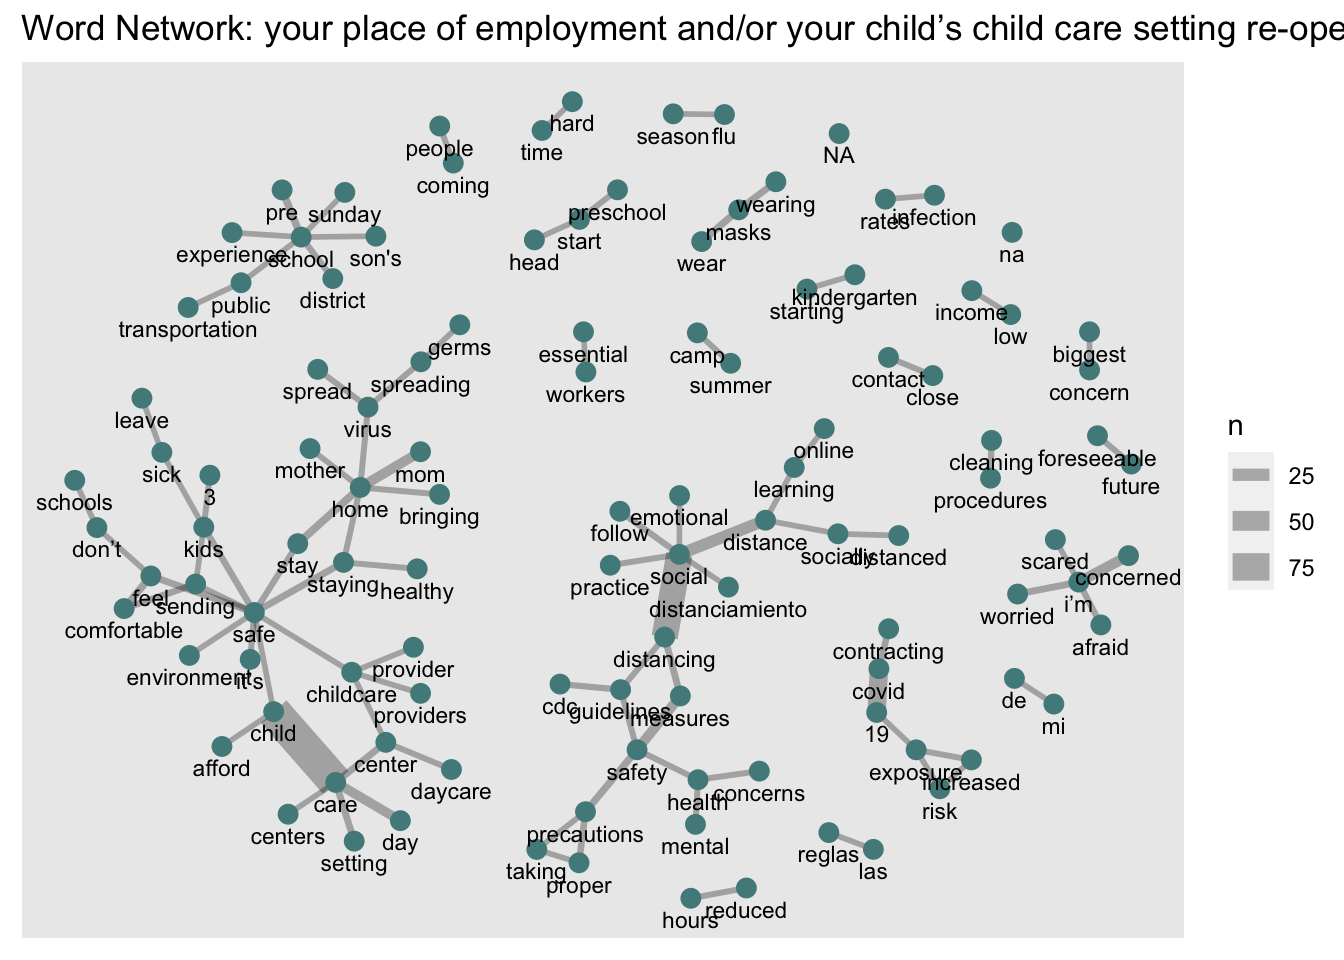 Word Network: your place of employment and/or your child’s child care setting re-ope
hard
people
time
season flu
NA
coming
pre sunday
preschool
wearing
rates infection
experience school son's
head start
wear masks
na
public district
transportation
starting kindergarten
income low
germs
essential
workers
camp
summer
biggest
concern
spread spreading
contact close
leave
virus
mother mom
online
sick
schools
3
home bringing
learning
cleaning
procedures
foreseeable
future
don't
kids
stay
staying healthy
follow emotional
distance socially distanced
practice social
distanciamiento
scared concerned
worried i’m
afraid
feel sending
comfortable
safe
environment it's
childcare provider
providers
distancing
contracting
covid
19
cdc guidelines measures
de
mi
child
afford
center
daycare
care
centers
setting
day
safety
health concerns
mental
exposure increased
risk
precautions
taking
proper
reglas
las
hours reduced
n
25
50
75